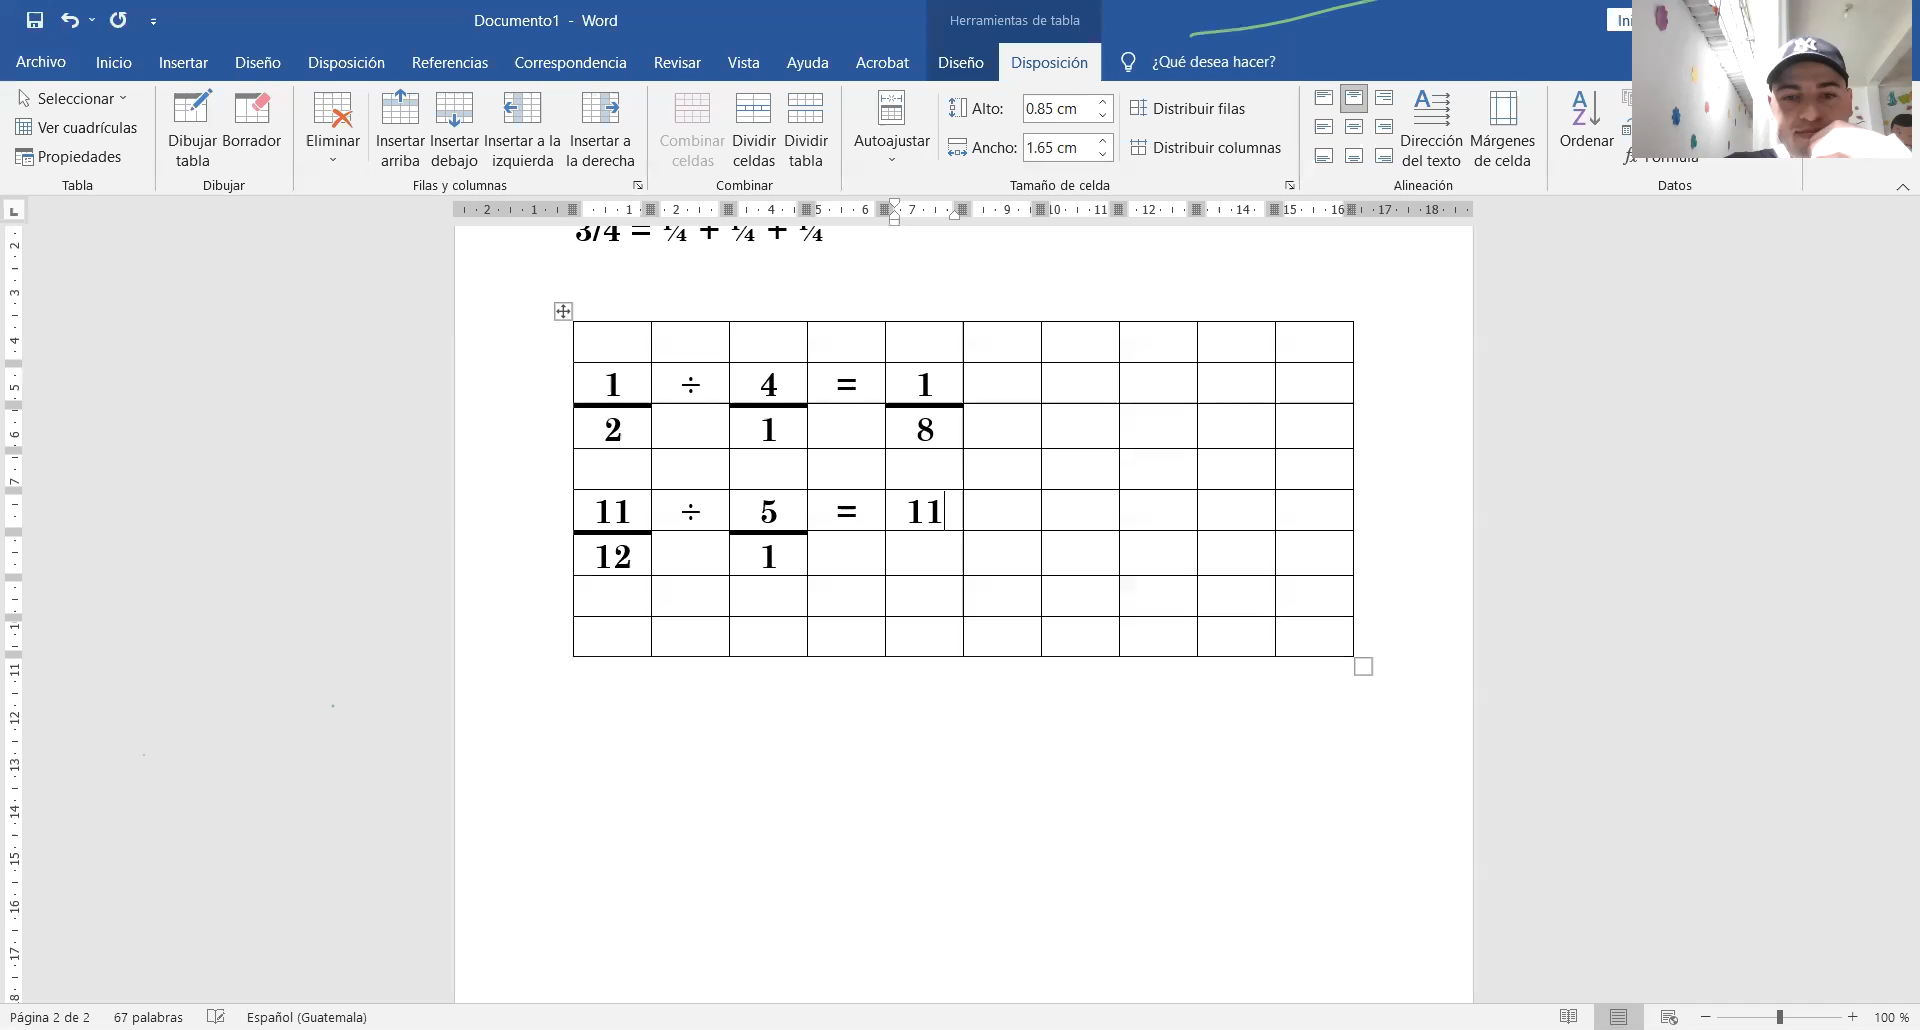 Documento1 - Word
Herramientas de tabla
Archivo Inicio Insertar Diseño Disposición Referencias Correspondencia Revisar Vista Ayuda Acrobat Diseño Disposición ¿Qué desea hacer?
Seleccionar
Ver cuadrículas
Propiedades
Tabla
Dibujar tabla
Borrador
Dibujar
Eliminar
Insertar arriba
Insertar debajo
Insertar a la izquierda
Insertar a la derecha
Filas y columnas
Combinar celdas
Dividir celdas
Dividir tabla
Combinar
Autoajustar
Alto: 0.85 cm
Ancho: 1.65 cm
Distribuir filas
Distribuir columnas
Tamaño de celda
Dirección del texto
Márgenes de celda
Alineación
Ordenar
Datos
3/4 = ¼ + ¼ + ¼
1 ÷ 4 = 1
2 1 8
11 ÷ 5 = 11
12 1
Página 2 de 2 67 palabras Español (Guatemala) 100 %